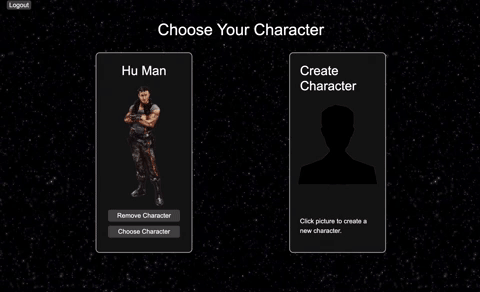 Logout
Choose Your Character
Hu Man
Remove Character
Choose Character
Create
Character
Click picture to create a
new character.